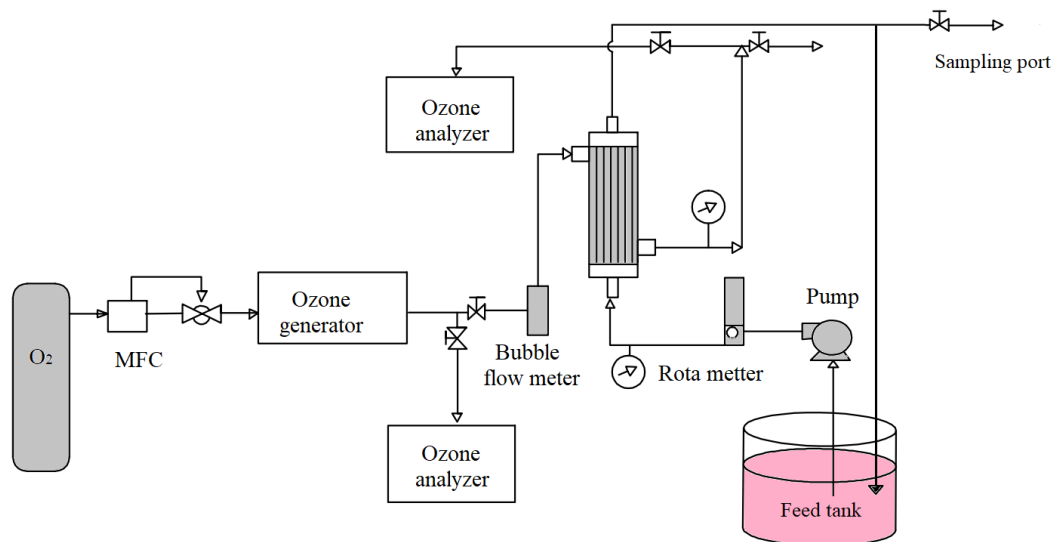 Sampling port
Ozone
analyzer
Pump
Ozone
generator
O2
MFC
Bubble
flow meter
Rota metter
Ozone
analyzer
Feed tank